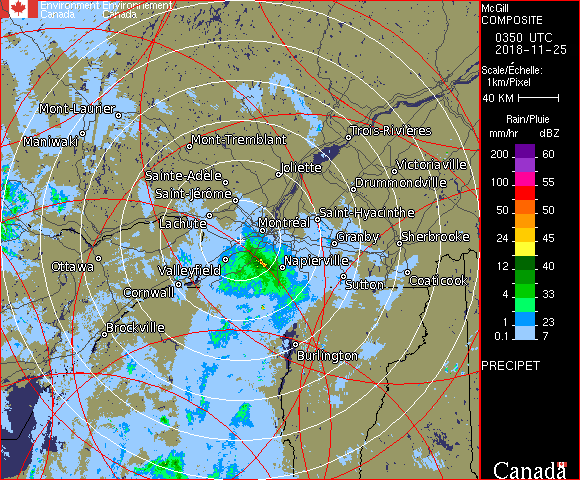 Environment Environnement
Canada Canada
McGill
COMPOSITE
0350 UTC
2018-11-25
Scale/Échelle:
1km/Pixel
40 KM
Rain/Pluie
mm/hr dBZ
200 60
100 55
50 50
24 45
12 40
4 33
0.1 23
7
PRECIPET
Canada
Mont-Laurier
Maniwaki
Mont-Tremblant
Trois-Rivières
Joliette
Victoriaville
Sainte-Adèle
Drummondville
Saint-Jérôme
Lachute
Saint-Hyacinthe
Montréal
Granby
Sherbrooke
Ottawa
Valleyfield
Napierville
Sutton
Coaticook
Cornwall
Brockville
Burlington